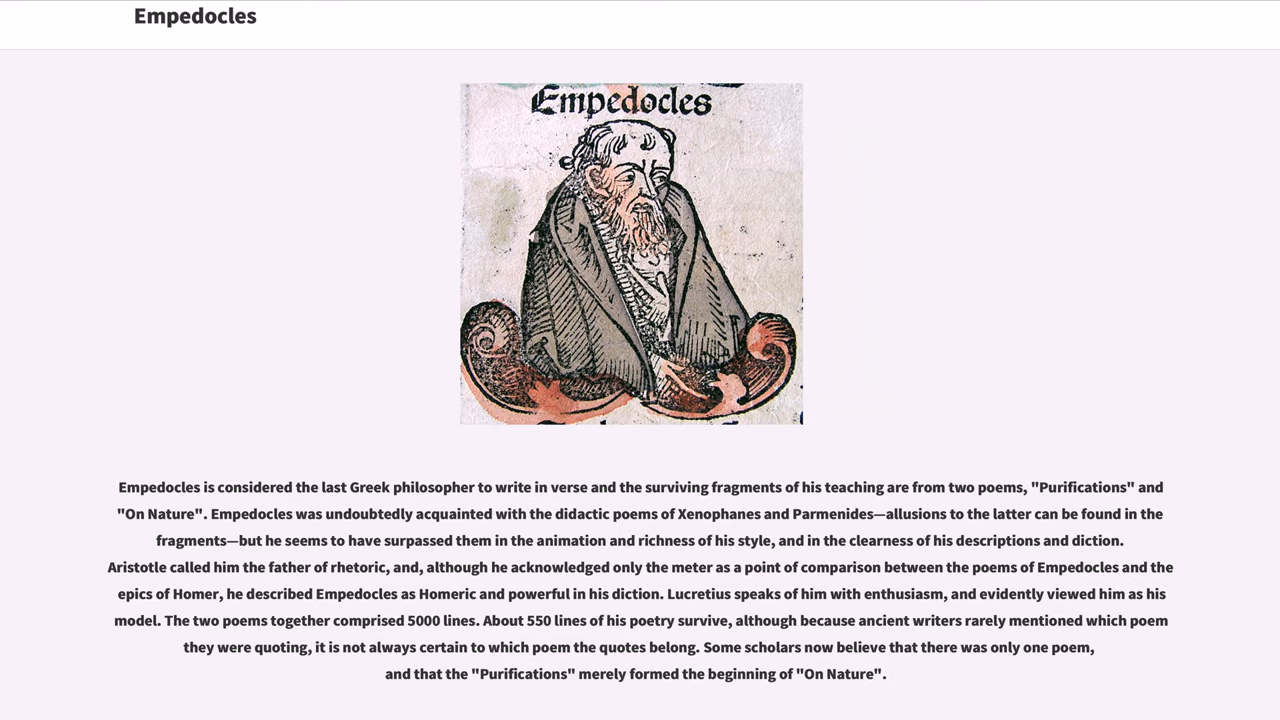 Empedocles
Empedocles
Empedocles is considered the last Greek philosopher to write in verse and the surviving fragments of his teaching are from two poems, "Purifications" and
"On Nature". Empedocles was undoubtedly acquainted with the didactic poems of Xenophanes and Parmenides—allusions to the latter can be found in the
fragments—but he seems to have surpassed them in the animation and richness of his style, and in the clearness of his descriptions and diction.
Aristotle called him the father of rhetoric, and, although he acknowledged only the meter as a point of comparison between the poems of Empedocles and the
epics of Homer, he described Empedocles as Homeric and powerful in his diction. Lucretius speaks of him with enthusiasm, and evidently viewed him as his
model. The two poems together comprised 5000 lines. About 550 lines of his poetry survive, although because ancient writers rarely mentioned which poem
they were quoting, it is not always certain to which poem the quotes belong. Some scholars now believe that there was only one poem,
and that the "Purifications" merely formed the beginning of "On Nature".